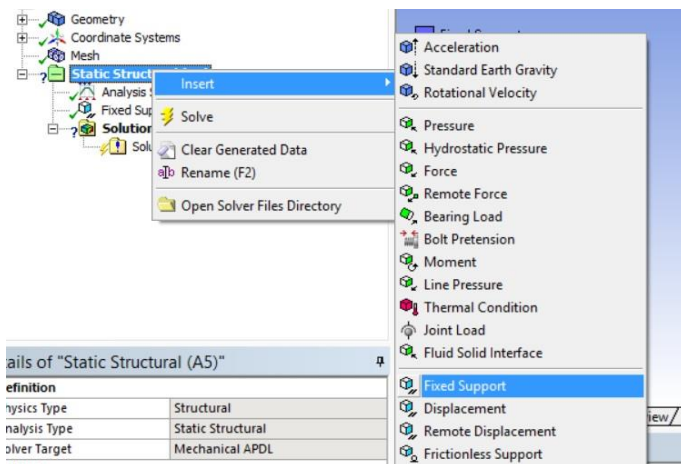 Geometry
Coordinate Systems
Mesh
Static Struct
Analysis S
Fixed Sup
Solution
Solu
Insert
Solve
Clear Generated Data
Rename (F2)
Open Solver Files Directory
Acceleration
Standard Earth Gravity
Rotational Velocity
Pressure
Hydrostatic Pressure
Force
Remote Force
Bearing Load
Bolt Pretension
Moment
Line Pressure
Thermal Condition
Joint Load
Fluid Solid Interface
Fixed Support
Displacement
Remote Displacement
Frictionless Support
ails of "Static Structural (A5)"
efinition
hysics Type Structural
nalysis Type Static Structural
olver Target Mechanical APDL
iew